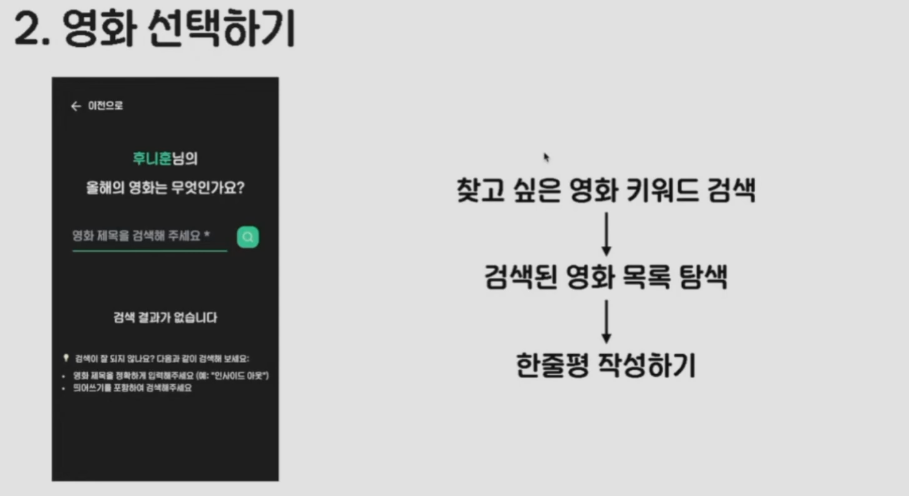 2. 영화 선택하기
← 이전으로
후니훈님의
올해의 영화는 무엇인가요?
영화 제목을 검색해 주세요 *
검색 결과가 없습니다
💡 검색이 잘 되지 않나요? 다음과 같이 검색해 보세요:
• 영화 제목을 정확하게 입력해주세요 (예: "인사이드 아웃")
• 띄어쓰기를 포함하여 검색해주세요
찾고 싶은 영화 키워드 검색
검색된 영화 목록 탐색
한줄평 작성하기